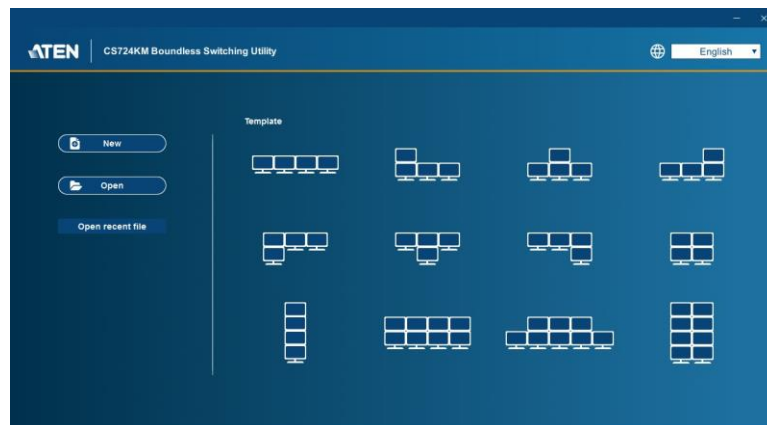 ATEN
CS724KM Boundless Switching Utility
English
Template
New
Open
Open recent file